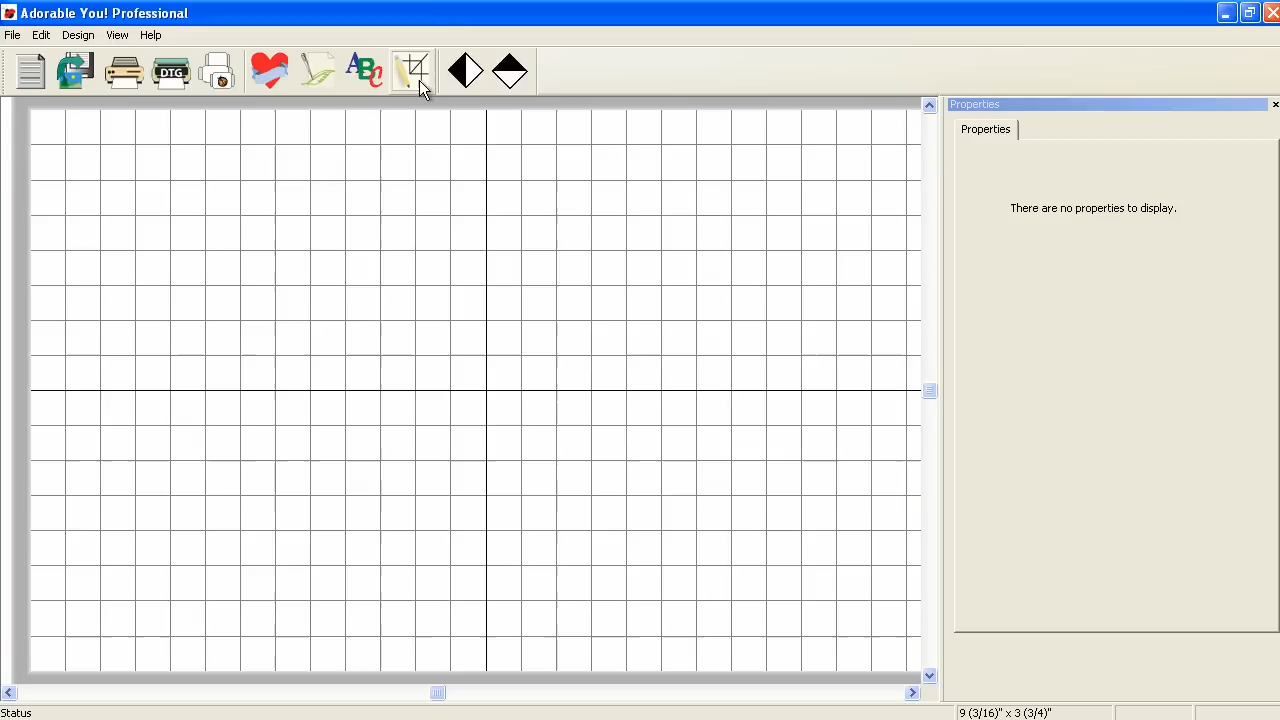 Adorable You! Professional
File Edit Design View Help
DTG
ABC
Properties
Properties
There are no properties to display.
Status
9 (3/16)" x 3 (3/4)"